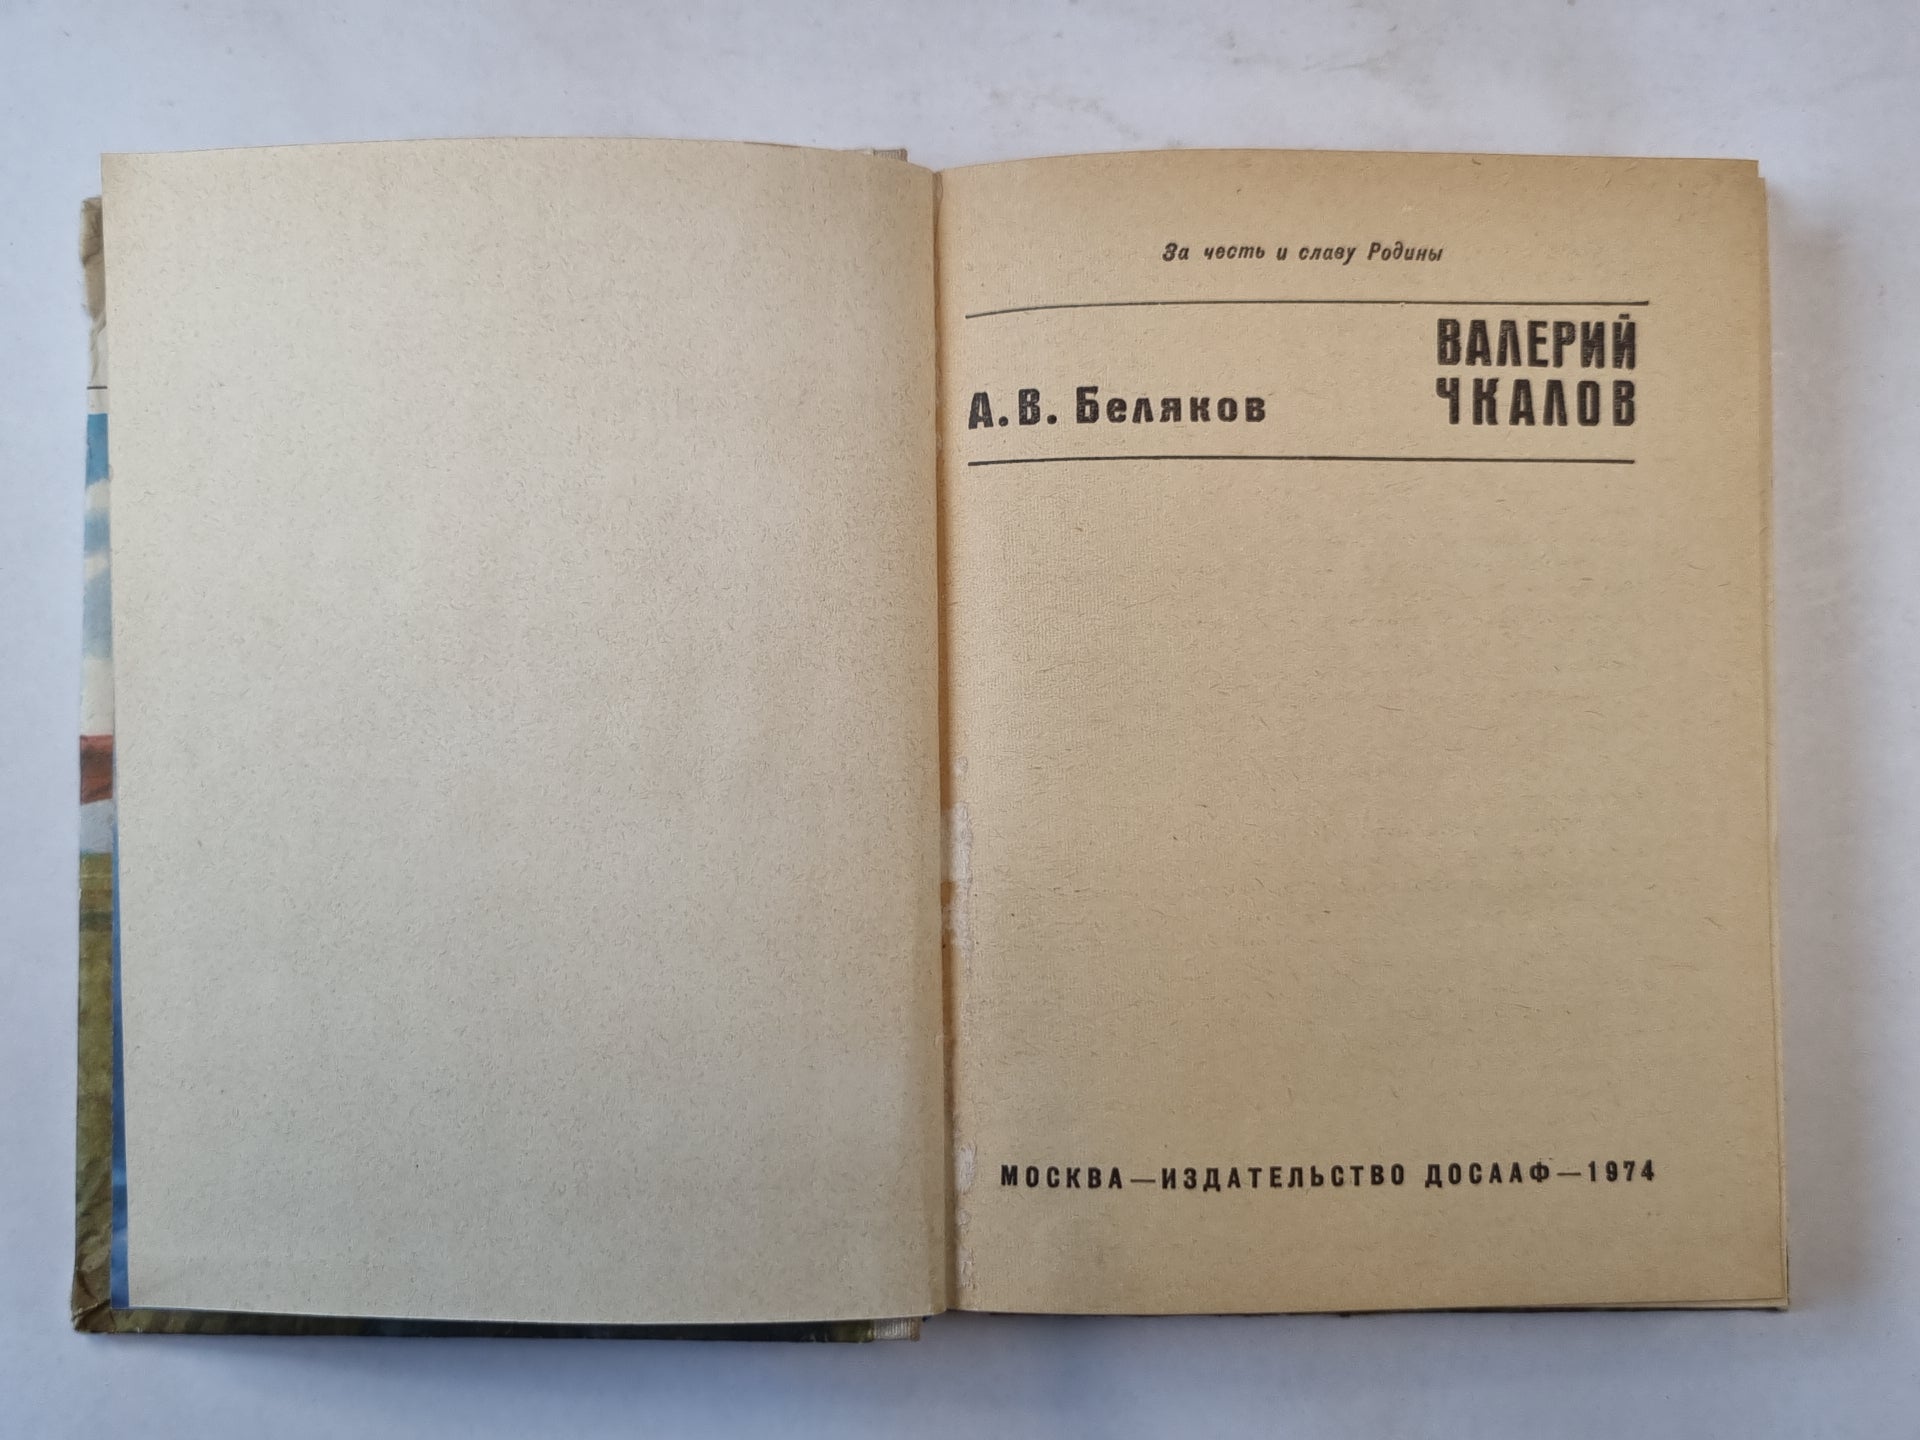 За честь и славу Родины
ВАЛЕРИЙ
ЧКАЛОВ
А. В. Беляков
МОСКВА—ИЗДАТЕЛЬСТВО ДОСААФ—1974